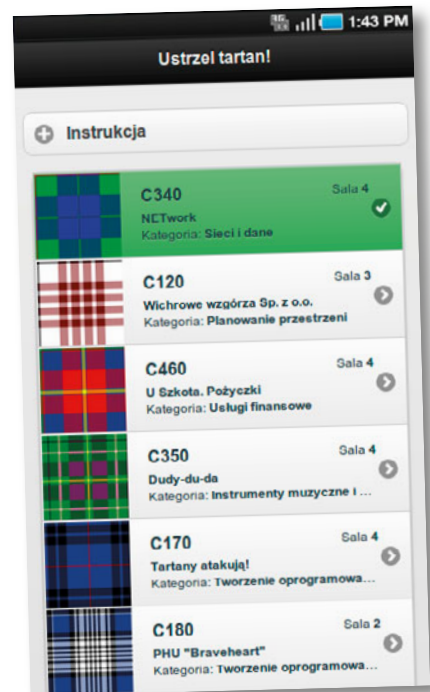 1:43 PM
Ustrzel tartan!
Instrukcja
C340 Sala 4
NETwork
Kategoria: Sieci i dane
C120 Sala 3
Wichrowe wzgórza Sp. z o.o.
Kategoria: Planowanie przestrzeni
C460 Sala 4
U Szkota. Pożyczki
Kategoria: Usługi finansowe
C350 Sala 4
Dudy-du-da
Kategoria: Instrumenty muzyczne i ...
C170 Sala 4
Tartany atakują!
Kategoria: Tworzenie oprogramowa...
C180 Sala 2
PHU "Braveheart"
Kategoria: Tworzenie oprogramowa...